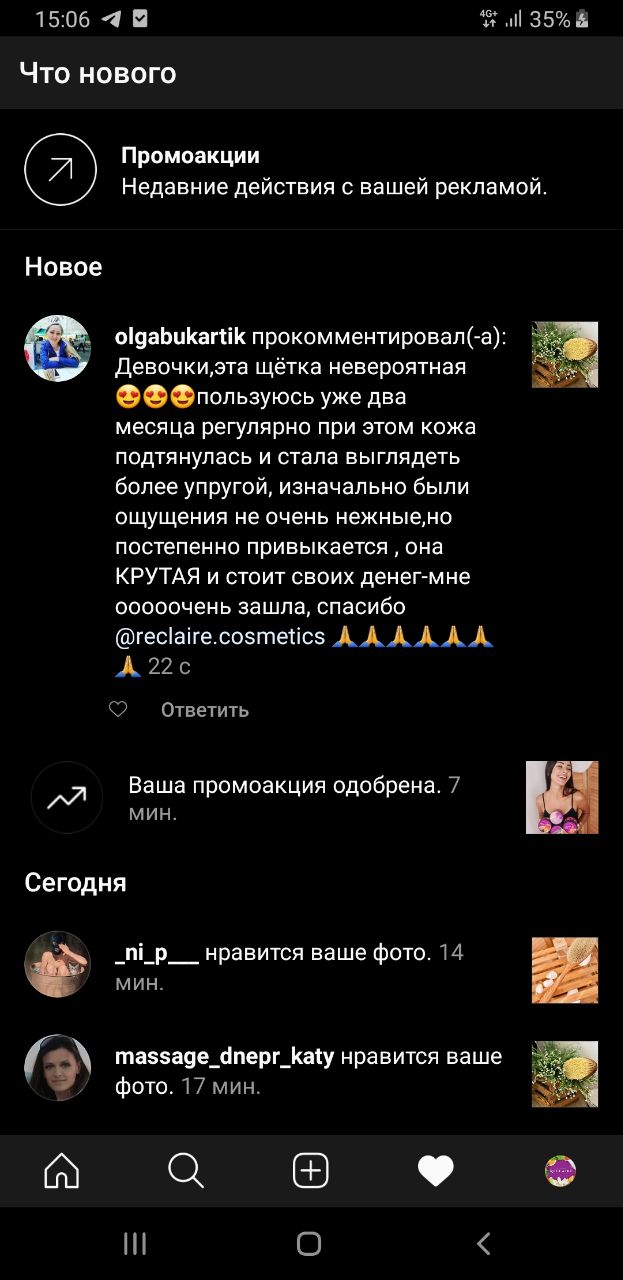 15:06
4G+ 35%
Что нового
Промоакции
Недавние действия с вашей рекламой.
Новое
olgabukartik прокомментировал(-а):
Девочки,эта щётка невероятная
😍😍😍пользуюсь уже два
месяца регулярно при этом кожа
подтянулась и стала выглядеть
более упругой, изначально были
ощущения не очень нежные,но
постепенно привыкается , она
КРУТАЯ и стоит своих денег-мне
ооооочень зашла, спасибо
@reclaire.cosmetics 🙏🙏🙏🙏🙏🙏
🙏 22 с
Ответить
Ваша промоакция одобрена. 7
мин.
Сегодня
_ni_p___ нравится ваше фото. 14
мин.
massage_dnepr_katy нравится ваше
фото. 17 мин.